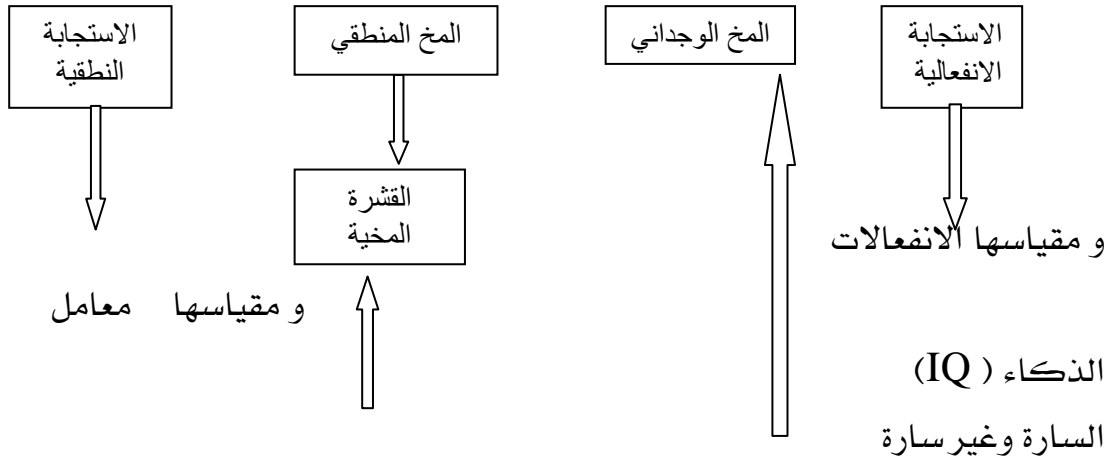 الاستجابة
الانفعالية
المخ الوجداني
المخ المنطقي
الاستجابة
النطقية
القشرة
المخية
و مقياسها الانفعالات
و مقياسها معامل
الذكاء ( IQ)
السارة وغير سارة